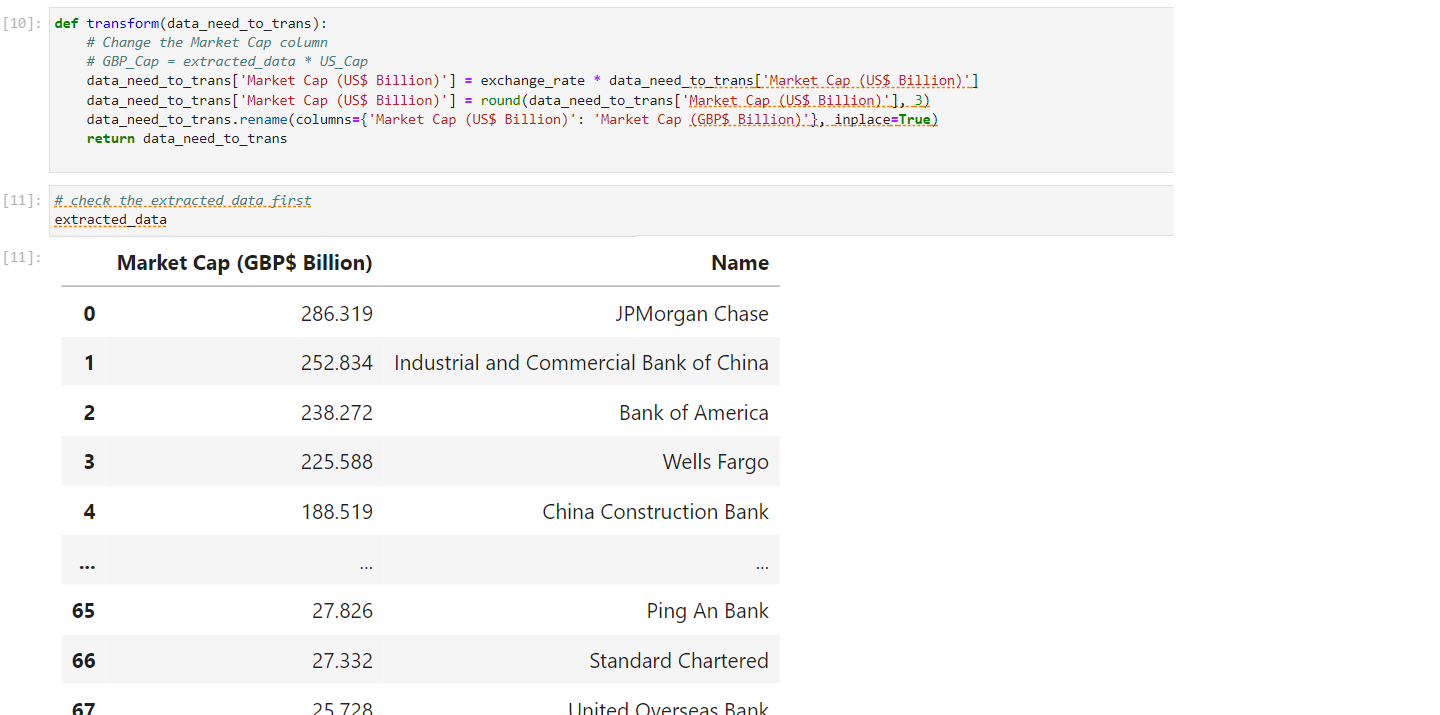 [10]: def transform(data_need_to_trans):
# Change the Market Cap column
# GBP_Cap = extracted_data * US_Cap
data_need_to_trans['Market Cap (US$ Billion)'] = exchange_rate * data_need_to_trans['Market Cap (US$ Billion)']
data_need_to_trans['Market Cap (US$ Billion)'] = round(data_need_to_trans['Market Cap (US$ Billion)'], 3)
data_need_to_trans.rename(columns={'Market Cap (US$ Billion)': 'Market Cap (GBP$ Billion)'}, inplace=True)
return data_need_to_trans
[11]: # check the extracted data first
extracted_data
[11]: Market Cap (GBP$ Billion) Name
0 286.319 JPMorgan Chase
1 252.834 Industrial and Commercial Bank of China
2 238.272 Bank of America
3 225.588 Wells Fargo
4 188.519 China Construction Bank
... ... ...
65 27.826 Ping An Bank
66 27.332 Standard Chartered
67 25.728 United Overseas Bank